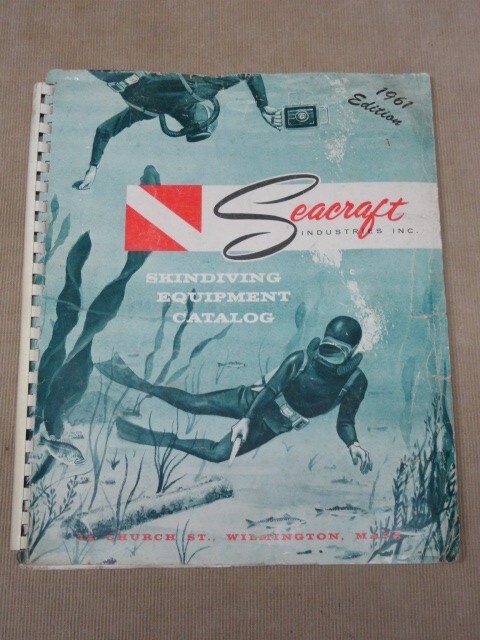 1961
Edition
Seacraft
INDUSTRIES INC.
SKINDIVING
EQUIPMENT
CATALOG
CHURCH ST., WILMINGTON, MASS.